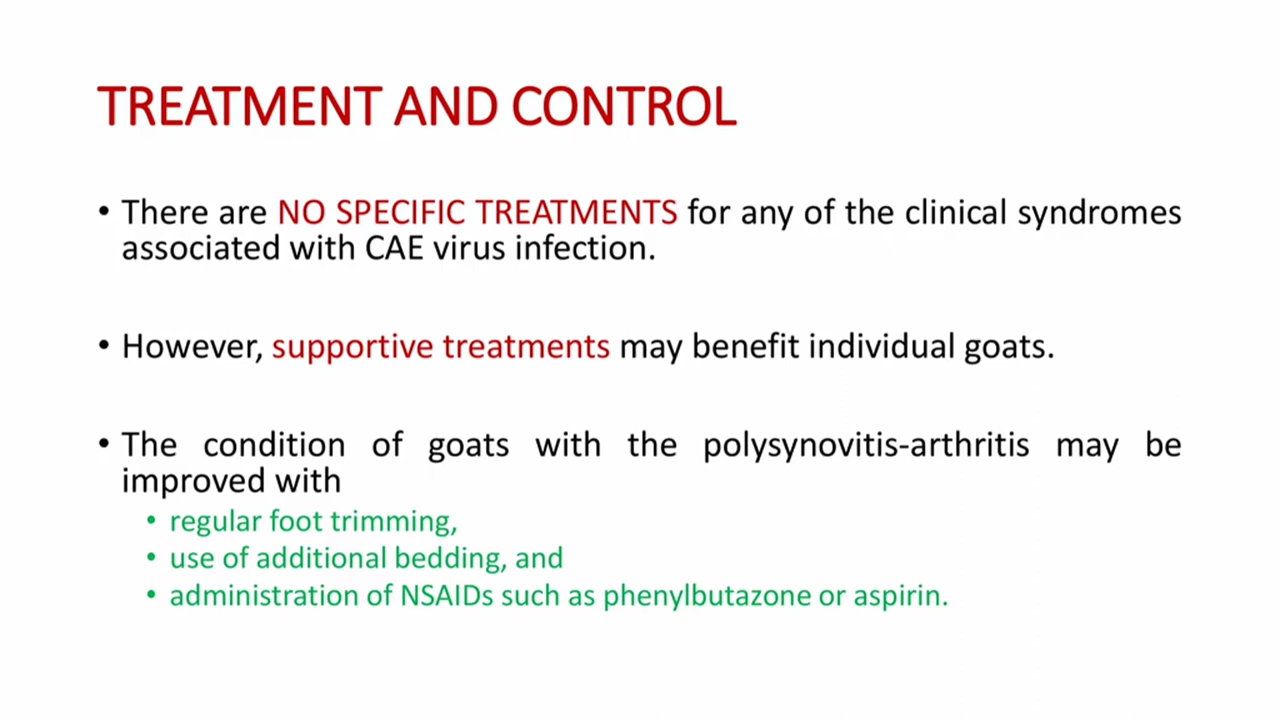 TREATMENT AND CONTROL
• There are NO SPECIFIC TREATMENTS for any of the clinical syndromes
associated with CAE virus infection.
• However, supportive treatments may benefit individual goats.
• The condition of goats with the polysynovitis-arthritis may be
improved with
• regular foot trimming,
• use of additional bedding, and
• administration of NSAIDs such as phenylbutazone or aspirin.